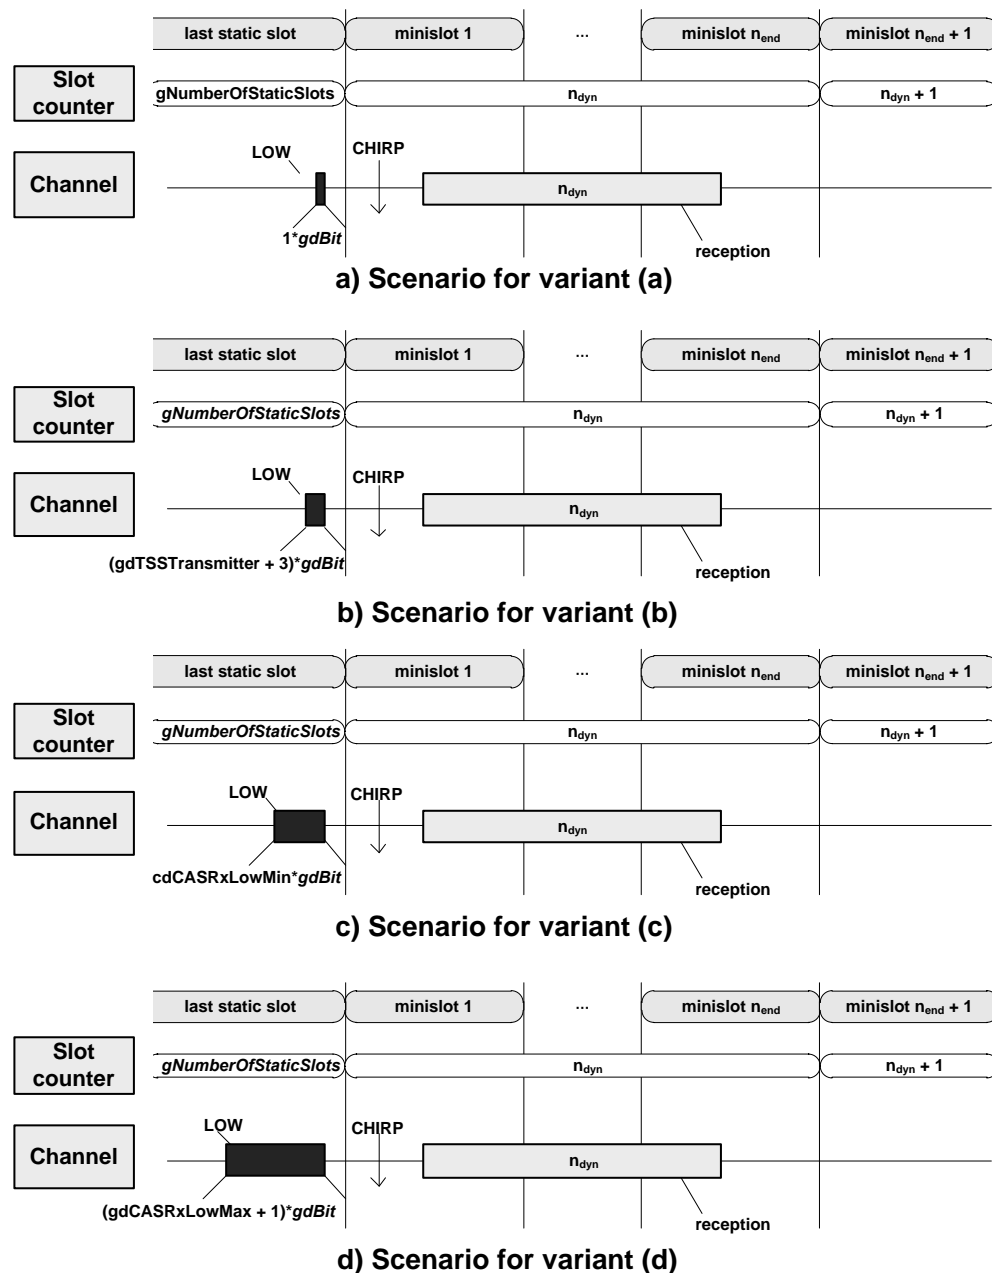 last static slot minislot 1 ... minislot nend minislot nend + 1
Slot counter
gNumberOfStaticSlots ndyn ndyn + 1
Channel
LOW CHIRP
ndyn
1*gdBit
reception
a) Scenario for variant (a)
last static slot minislot 1 ... minislot nend minislot nend + 1
Slot counter
gNumberOfStaticSlots ndyn ndyn + 1
Channel
LOW CHIRP
ndyn
(gdTSSTransmitter + 3)*gdBit
reception
b) Scenario for variant (b)
last static slot minislot 1 ... minislot nend minislot nend + 1
Slot counter
gNumberOfStaticSlots ndyn ndyn + 1
Channel
LOW CHIRP
ndyn
cdCASRxLowMin*gdBit
reception
c) Scenario for variant (c)
last static slot minislot 1 ... minislot nend minislot nend + 1
Slot counter
gNumberOfStaticSlots ndyn ndyn + 1
Channel
LOW CHIRP
ndyn
(gdCASRxLowMax + 1)*gdBit
reception
d) Scenario for variant (d)